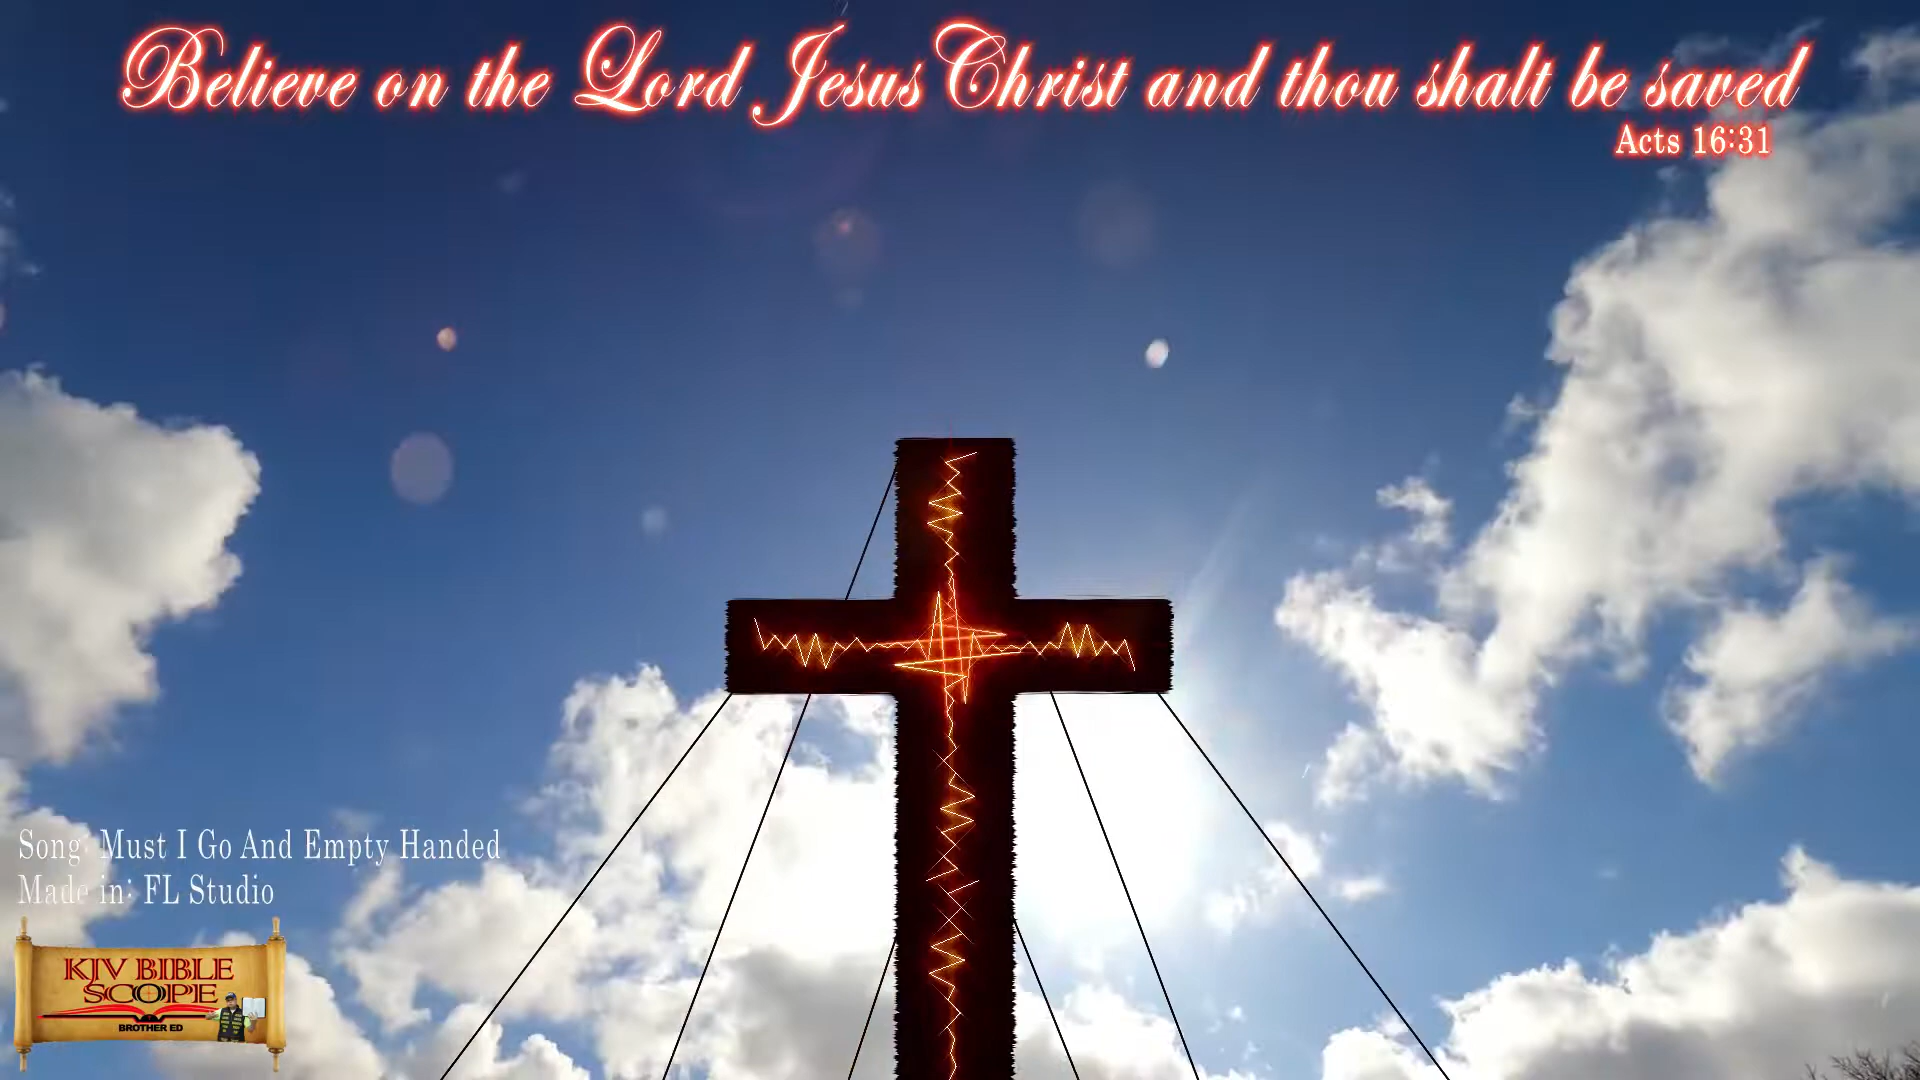 Believe on the Lord Jesus Christ and thou shalt be saved
Acts 16:31
Song: Must I Go And Empty Handed
Made in: FL Studio
KJV BIBLE
SCOPE
BROTHER ED